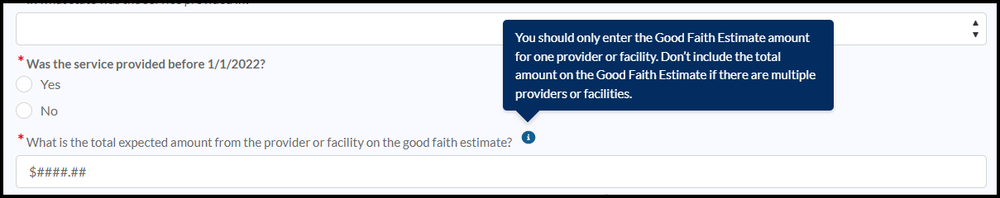 You should only enter the Good Faith Estimate amount
for one provider or facility. Don’t include the total
amount on the Good Faith Estimate if there are multiple
providers or facilities.
* Was the service provided before 1/1/2022?
Yes
No
* What is the total expected amount from the provider or facility on the good faith estimate?
$####.##